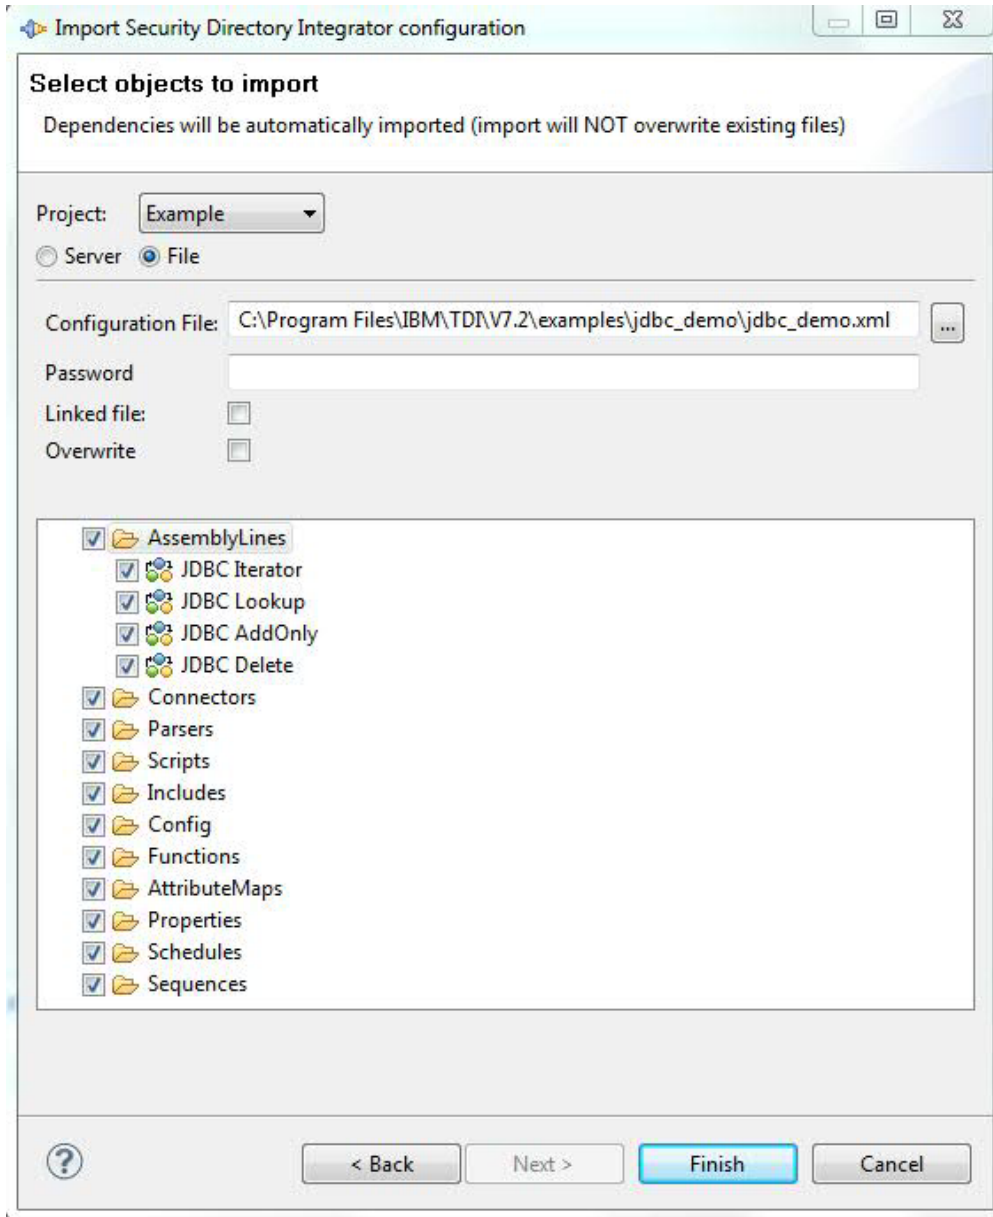 Import Security Directory Integrator configuration
Select objects to import
Dependencies will be automatically imported (import will NOT overwrite existing files)
Project: Example
Server File
Configuration File: C:\Program Files\IBM\TDI\V7.2\examples\jdbc_demo\jdbc_demo.xml ...
Password
Linked file:
Overwrite
AssemblyLines
JDBC Iterator
JDBC Lookup
JDBC AddOnly
JDBC Delete
Connectors
Parsers
Scripts
Includes
Config
Functions
AttributeMaps
Properties
Schedules
Sequences
? < Back Next > Finish Cancel